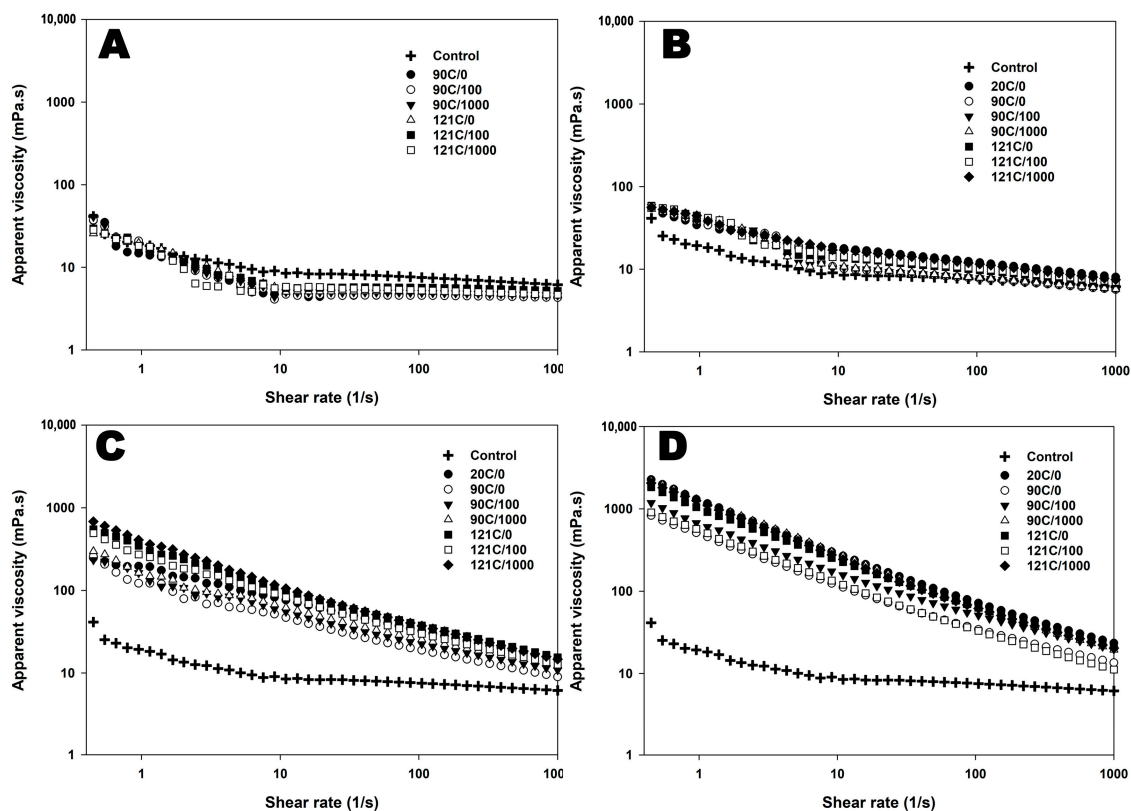 A
10,000
1000
100
10
1
Apparent viscosity (mPa.s)
Control
90C/0
90C/100
90C/1000
121C/0
121C/100
121C/1000
1 10 100 100
Shear rate (1/s)
B
10,000
1000
100
10
1
Apparent viscosity (mPa.s)
Control
20C/0
90C/0
90C/100
90C/1000
121C/0
121C/100
121C/1000
1 10 100 1000
Shear rate (1/s)
C
10,000
1000
100
10
1
Apparent viscosity (mPa.s)
Control
20C/0
90C/0
90C/100
90C/1000
121C/0
121C/100
121C/1000
1 10 100 100
Shear rate (1/s)
D
10,000
1000
100
10
1
Apparent viscosity (mPa.s)
Control
20C/0
90C/0
90C/100
90C/1000
121C/0
121C/100
121C/1000
1 10 100 1000
Shear rate (1/s)